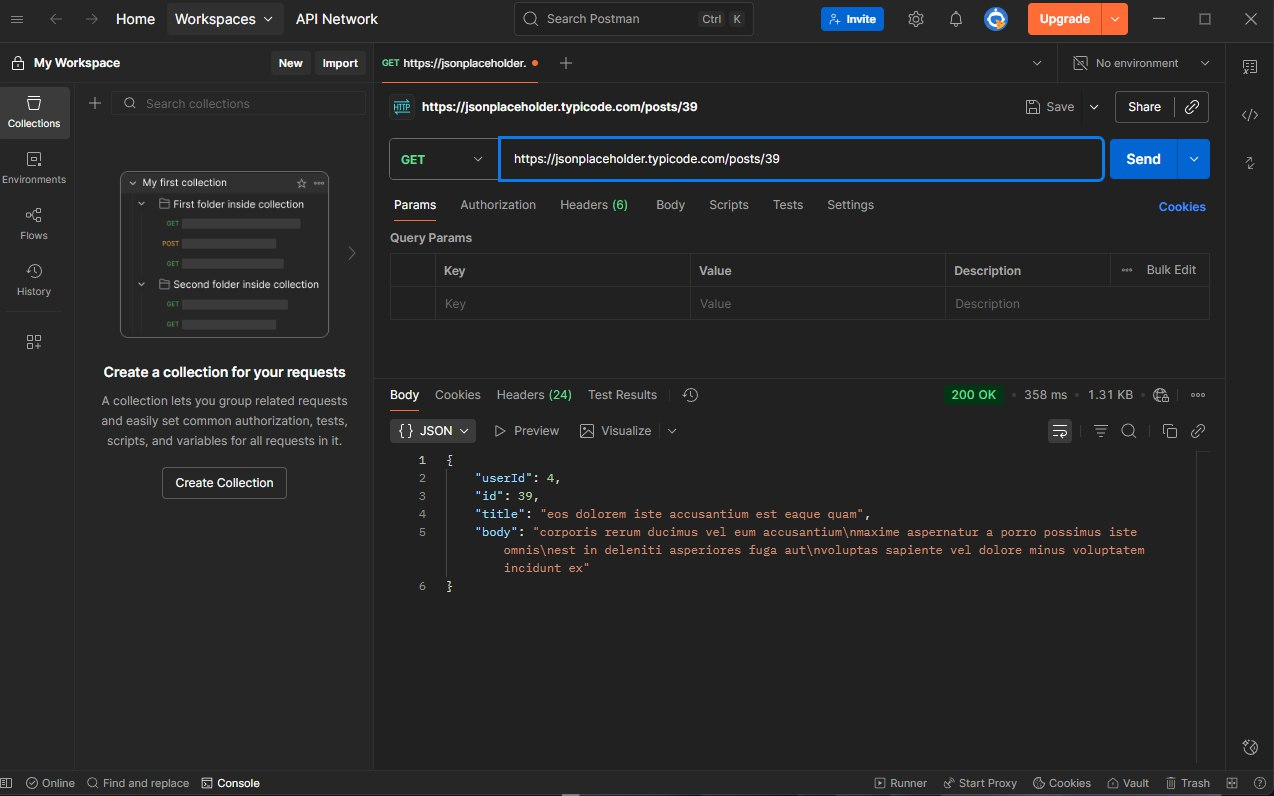 Home Workspaces API Network Search Postman Ctrl K Invite Upgrade
My Workspace New Import GET https://jsonplaceholder. No environment
Collections
Environments
Flows
History
Search collections
My first collection
First folder inside collection
GET
POST
GET
Second folder inside collection
GET
GET
Create a collection for your requests
A collection lets you group related requests
and easily set common authorization, tests,
scripts, and variables for all requests in it.
Create Collection
HTTP https://jsonplaceholder.typicode.com/posts/39 Save Share
GET https://jsonplaceholder.typicode.com/posts/39 Send
Params Authorization Headers (6) Body Scripts Tests Settings Cookies
Query Params
Key Value Description Bulk Edit
Key Value Description
Body Cookies Headers (24) Test Results 200 OK 358 ms 1.31 KB
{} JSON Preview Visualize
1 {
2 "userId": 4,
3 "id": 39,
4 "title": "eos dolorem iste accusantium est eaque quam",
5 "body": "corporis rerum ducimus vel eum accusantium\nmaxime aspernatur a porro possimus iste
omnis\nest in deleniti asperiores fuga aut\nvoluptas sapiente vel dolore minus voluptatem
incidunt ex"
6 }
Online Find and replace Console Runner Start Proxy Cookies Vault Trash